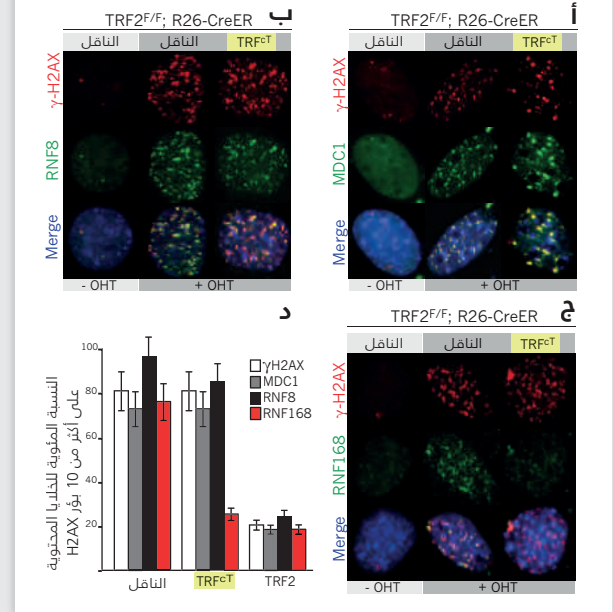 أ
TRF2F/F; R26-CreER
الناقل
الناقل
TRFcT
γ-H2AX
MDC1
Merge
- OHT
+ OHT
ب
TRF2F/F; R26-CreER
الناقل
الناقل
TRFcT
γ-H2AX
RNF8
Merge
- OHT
+ OHT
ج
TRF2F/F; R26-CreER
الناقل
الناقل
TRFcT
γ-H2AX
RNF168
Merge
- OHT
+ OHT
د
النسبة المئوية للخلايا المحتوية
على أكثر من 10 بؤر H2AX
100
80
60
40
20
γH2AX
MDC1
RNF8
RNF168
الناقل
TRFcT
TRF2